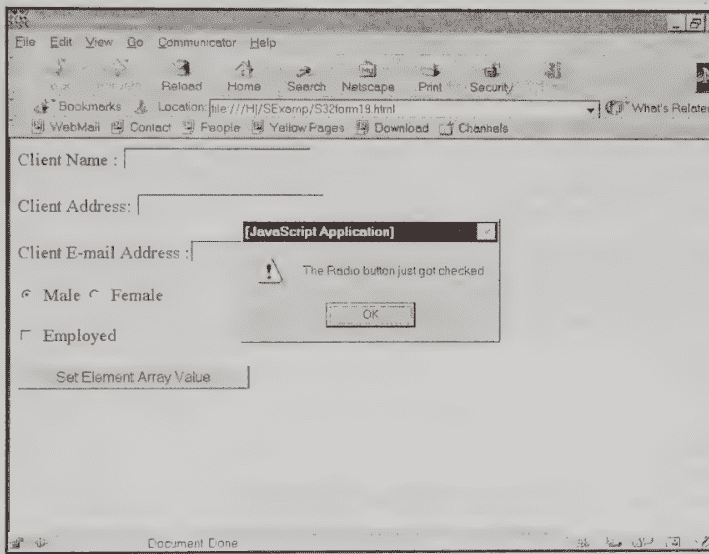 File Edit View Go Communicator Help
Reload Home Search Netscape Print Security
Bookmarks Location: file:///H|/SExamp/S32form19.html What's Related
WebMail Contact People Yellow Pages Download Channels
Client Name :
Client Address:
Client E-mail Address :
[JavaScript Application]
The Radio button just got checked
OK
Male Female
Employed
Set Element Array Value
Document Done